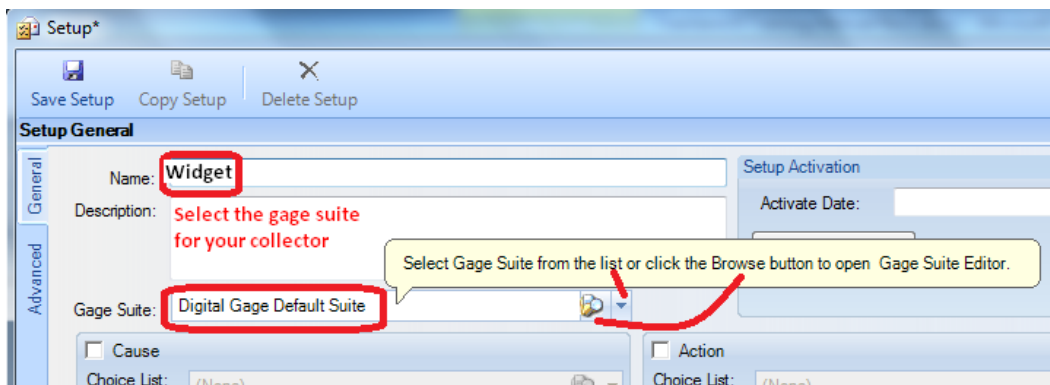 Setup*
Save Setup Copy Setup Delete Setup
Setup General
General
Advanced
Name: Widget
Setup Activation
Activate Date:
Description: Select the gage suite
for your collector
Select Gage Suite from the list or click the Browse button to open Gage Suite Editor.
Gage Suite: Digital Gage Default Suite
Cause
Action
Choice List: (None)
Choice List: (None)